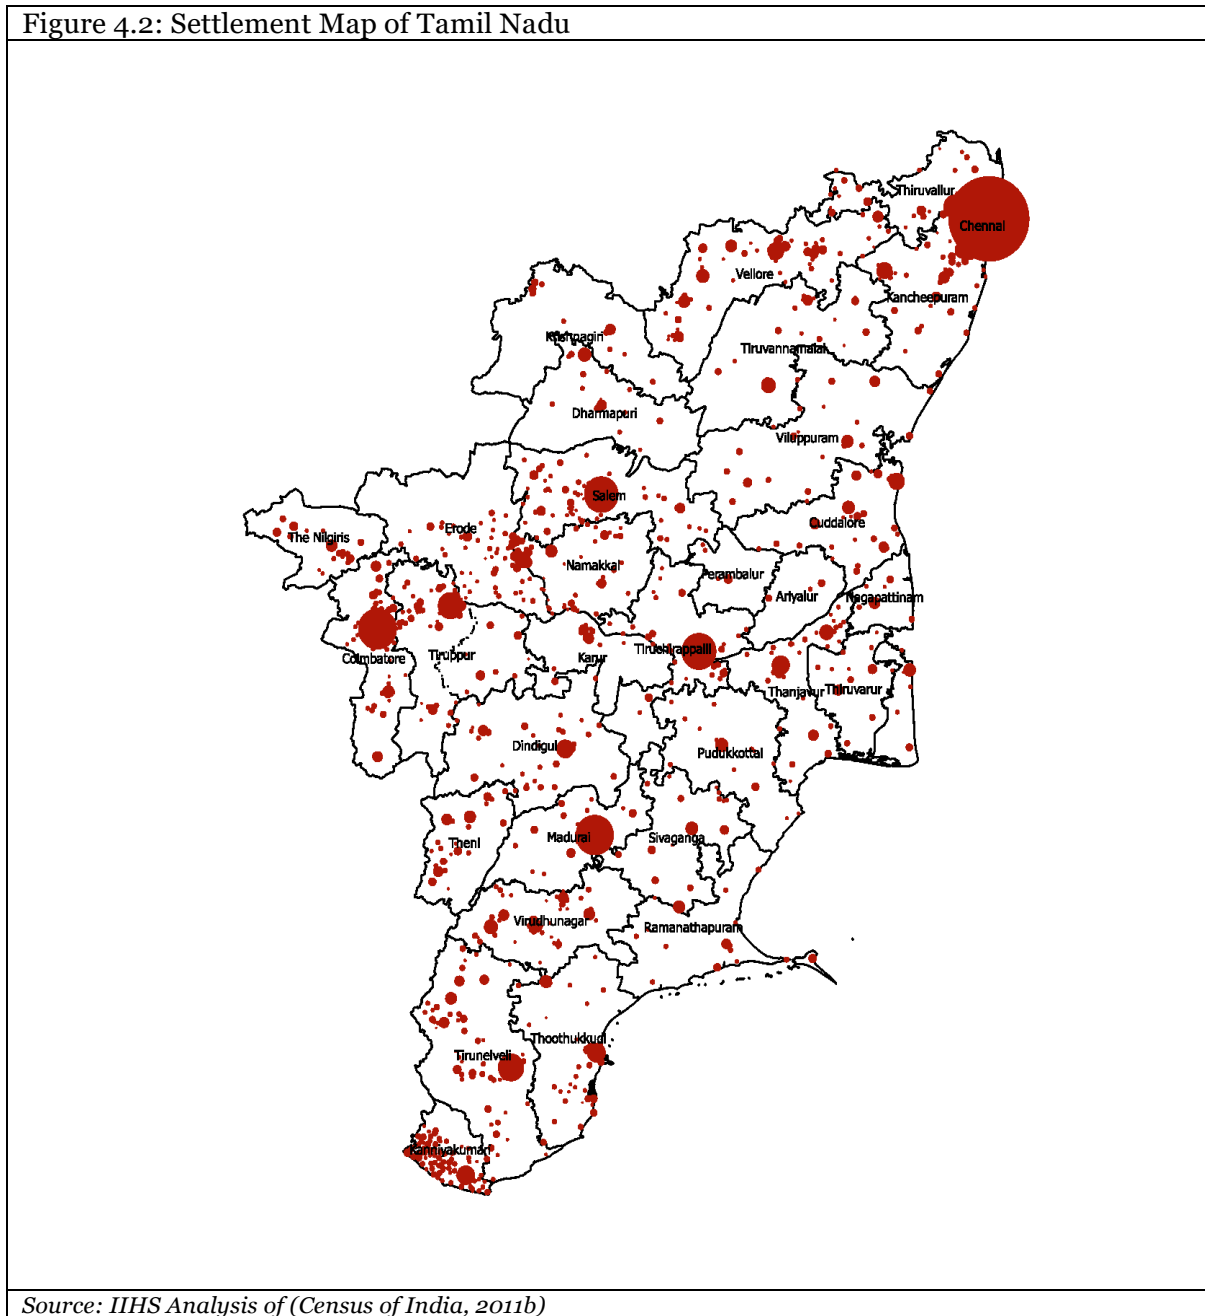 Figure 4.2: Settlement Map of Tamil Nadu
Thiruvallur
Chennai
Vellore
Kancheepuram
Krishnagiri
Tiruvannamalai
Dharmapuri
Viluppuram
Salem
Cuddalore
Erode
The Nilgiris
Namakkal
Perambalur
Ariyalur
Nagapattinam
Coimbatore
Tiruppur
Karur
Tiruchirappalli
Thanjavur
Thiruvarur
Dindigul
Pudukkottai
Theni
Madurai
Sivaganga
Virudhunagar
Ramanathapuram
Thoothukkudi
Tirunelveli
Kanniyakumari
Source: IIHS Analysis of (Census of India, 2011b)